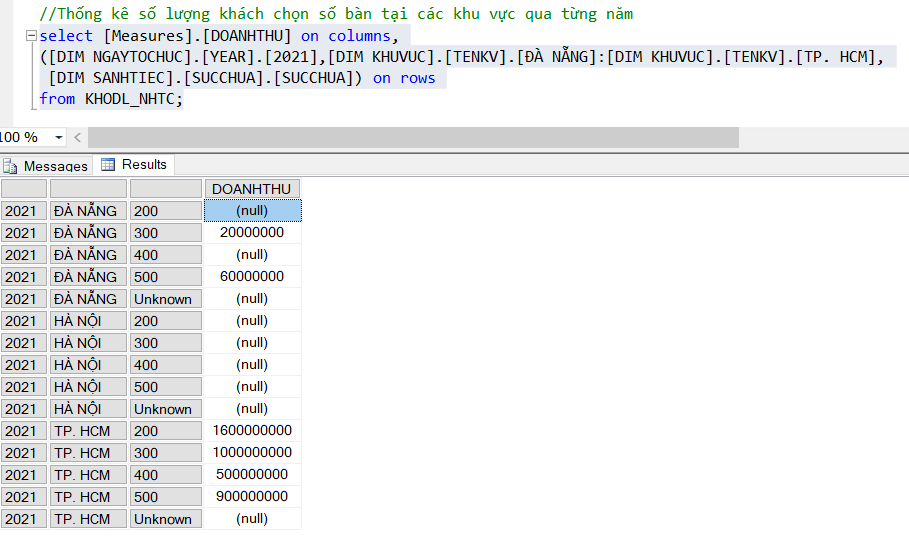 //Thống kê số lượng khách chọn số bàn tại các khu vực qua từng năm
select [Measures].[DOANHTHU] on columns,
([DIM NGAYTOCHUC].[YEAR].[2021],[DIM KHUVUC].[TENKV].[ĐÀ NẴNG]:[DIM KHUVUC].[TENKV].[TP. HCM],
[DIM SANHTIEC].[SUCCHUA].[SUCCHUA]) on rows
from KHODL_NHTC;
100 %
Messages Results
DOANHTHU
2021 ĐÀ NẴNG 200 (null)
2021 ĐÀ NẴNG 300 20000000
2021 ĐÀ NẴNG 400 (null)
2021 ĐÀ NẴNG 500 60000000
2021 ĐÀ NẴNG Unknown (null)
2021 HÀ NỘI 200 (null)
2021 HÀ NỘI 300 (null)
2021 HÀ NỘI 400 (null)
2021 HÀ NỘI 500 (null)
2021 HÀ NỘI Unknown (null)
2021 TP. HCM 200 1600000000
2021 TP. HCM 300 1000000000
2021 TP. HCM 400 500000000
2021 TP. HCM 500 900000000
2021 TP. HCM Unknown (null)